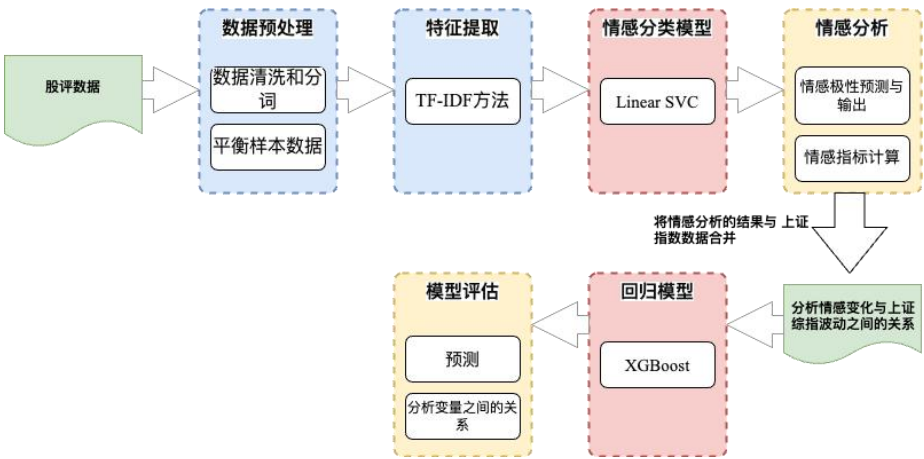 股评数据
数据预处理
数据清洗和分
词
平衡样本数据
特征提取
TF-IDF方法
情感分类模型
Linear SVC
情感分析
情感极性预测与
输出
情感指标计算
将情感分析的结果与 上证
指数数据合并
分析情感变化与上证
综指波动之间的关系
回归模型
XGBoost
模型评估
预测
分析变量之间的关
系